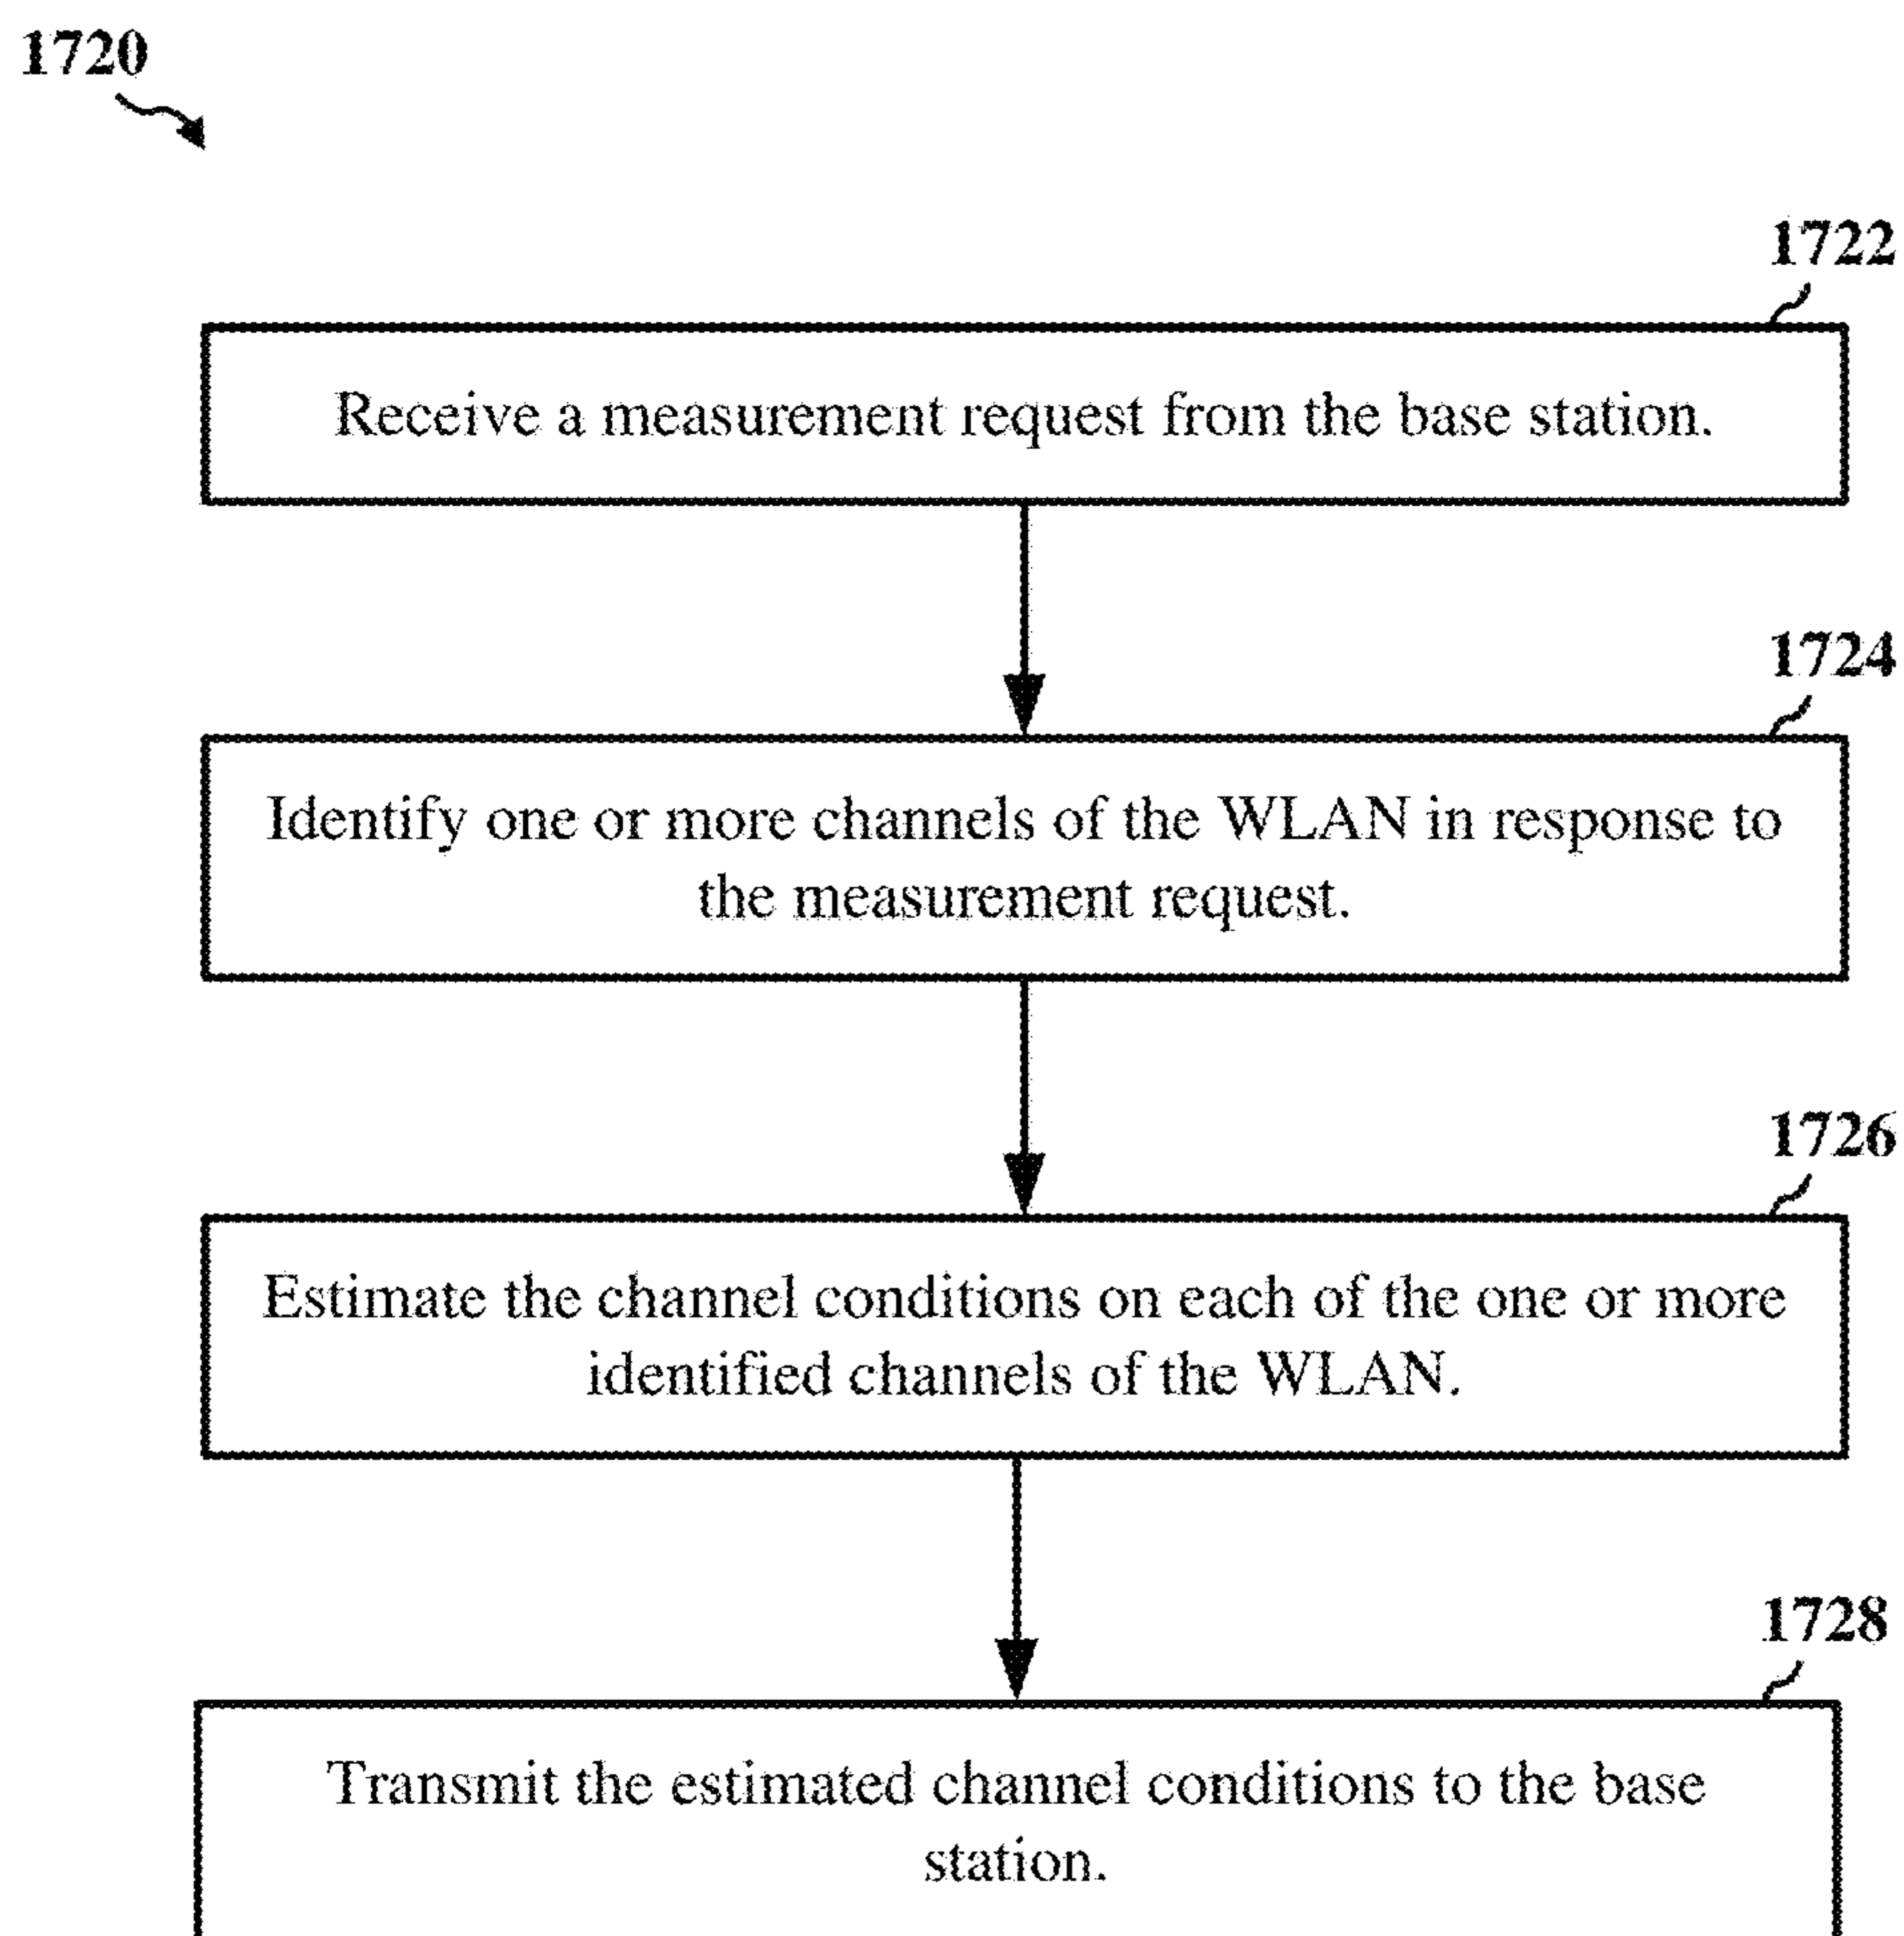 1720
1722
Receive a measurement request from the base station.
1724
Identify one or more channels of the WLAN in response to
the measurement request.
1726
Estimate the channel conditions on each of the one or more
identified channels of the WLAN.
1728
Transmit the estimated channel conditions to the base
station.